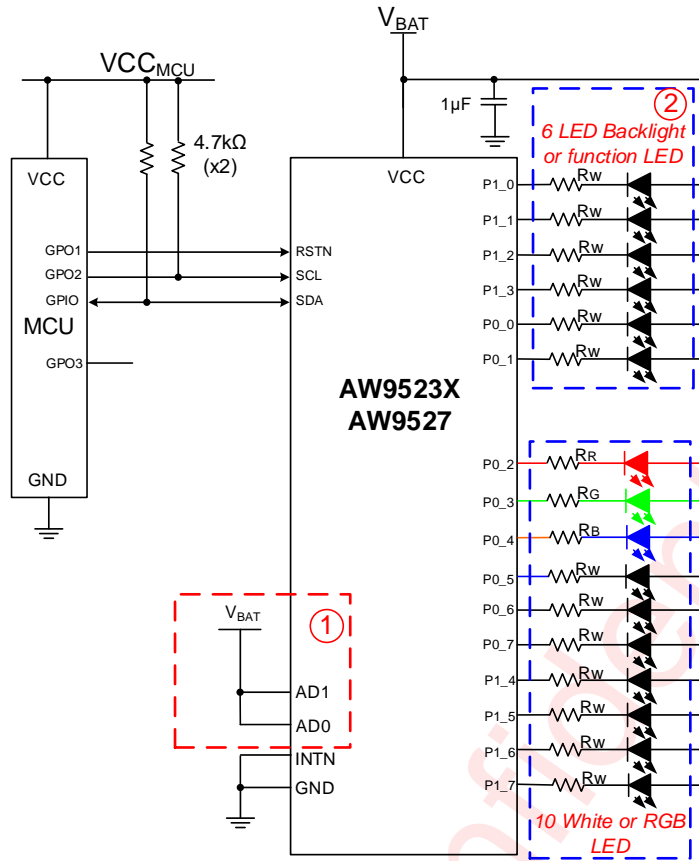 VBAT
VCCMCU
1µF
②
6 LED Backlight
or function LED
4.7kΩ
(x2)
VCC
VCC
P1_0 Rw
P1_1 Rw
P1_2 Rw
P1_3 Rw
P0_0 Rw
P0_1 Rw
GPO1
RSTN
GPO2
SCL
GPIO
SDA
MCU
GPO3
AW9523X
AW9527
GND
P0_2 RR
P0_3 RG
P0_4 RB
P0_5 Rw
P0_6 Rw
P0_7 Rw
P1_4 Rw
P1_5 Rw
P1_6 Rw
P1_7 Rw
VBAT
①
AD1
AD0
INTN
GND
10 White or RGB
LED
nfiden